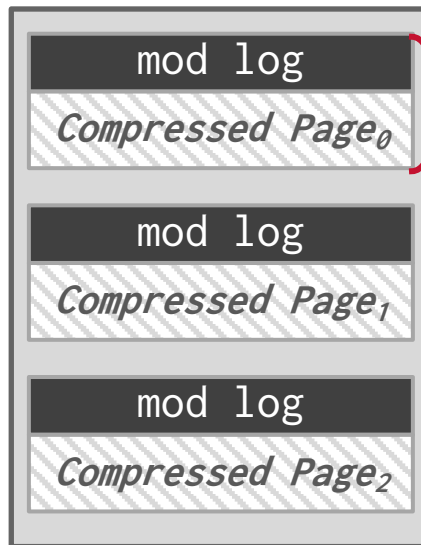 mod log
Compressed Page₀
mod log
Compressed Page₁
mod log
Compressed Page₂